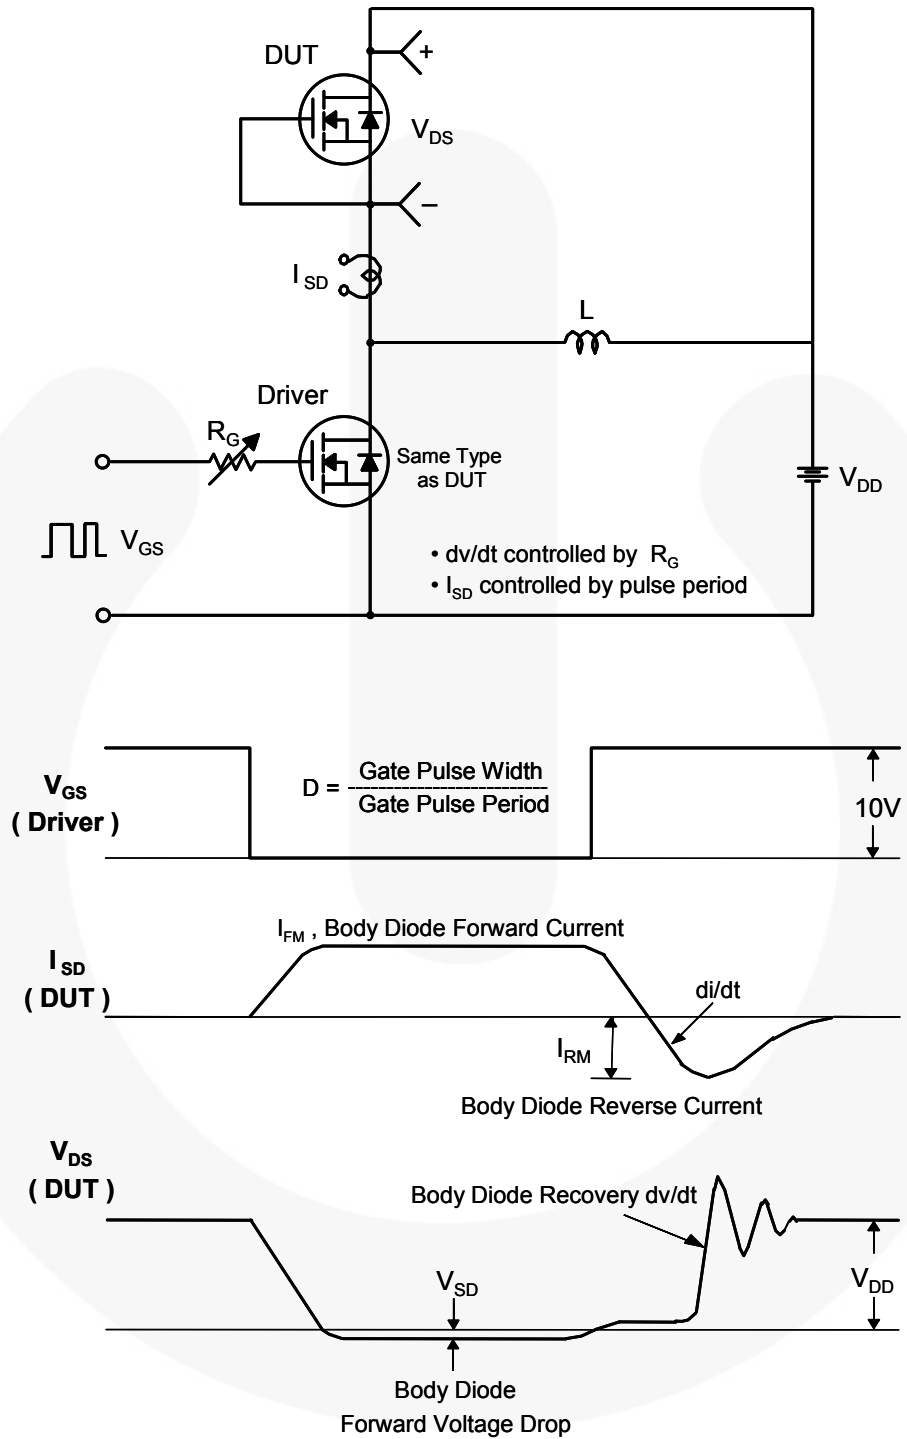 DUT
+
V_DS
–
I_SD
L
Driver
R_G
Same Type
as DUT
V_DD
V_GS
• dv/dt controlled by R_G
• I_SD controlled by pulse period
V_GS
( Driver )
D = Gate Pulse Width
Gate Pulse Period
10V
I_FM , Body Diode Forward Current
I_SD
( DUT )
di/dt
I_RM
Body Diode Reverse Current
V_DS
( DUT )
Body Diode Recovery dv/dt
V_SD
V_DD
Body Diode
Forward Voltage Drop